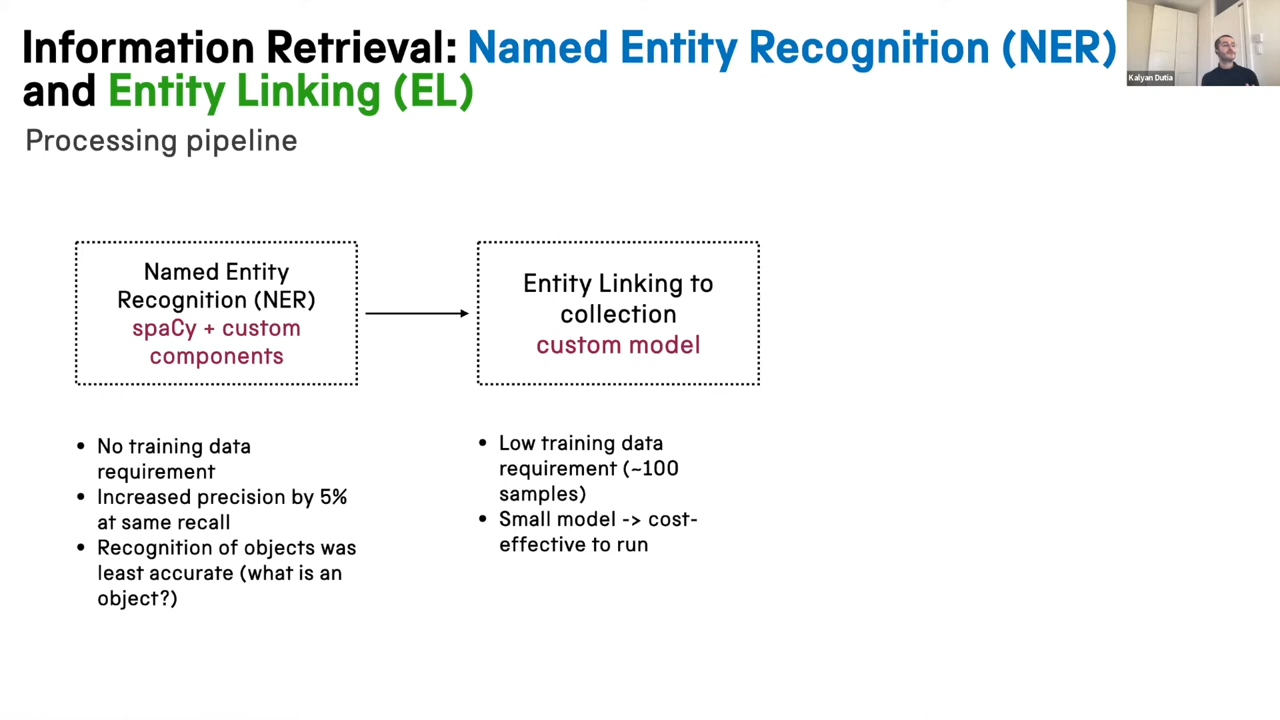 Information Retrieval: Named Entity Recognition (NER)
and Entity Linking (EL)
Processing pipeline
Kalyan Dutia
Named Entity
Recognition (NER)
spaCy + custom
components
Entity Linking to
collection
custom model
• No training data
requirement
• Increased precision by 5%
at same recall
• Recognition of objects was
least accurate (what is an
object?)
• Low training data
requirement (~100
samples)
• Small model -> cost-
effective to run